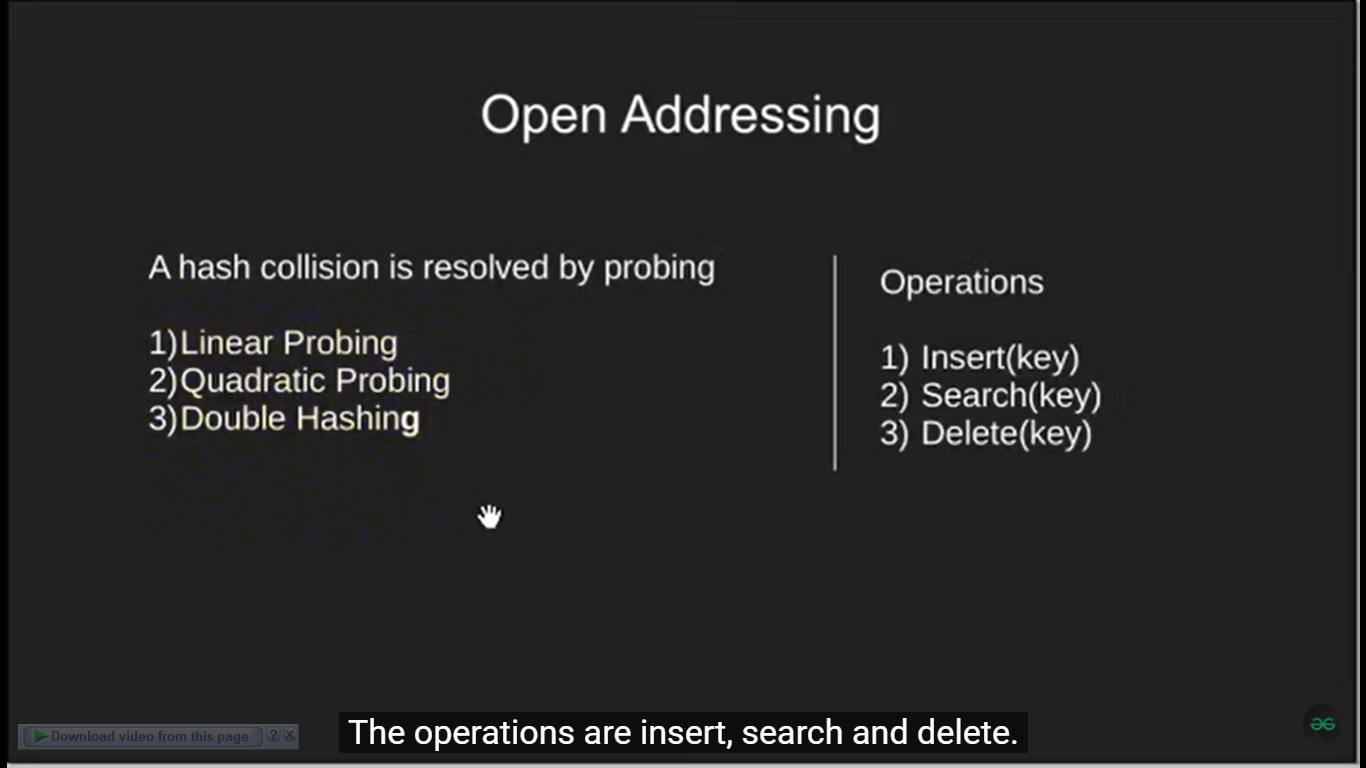 Open Addressing
A hash collision is resolved by probing
1)Linear Probing
2)Quadratic Probing
3)Double Hashing
Operations
1) Insert(key)
2) Search(key)
3) Delete(key)
The operations are insert, search and delete.
Download video from this page ? X